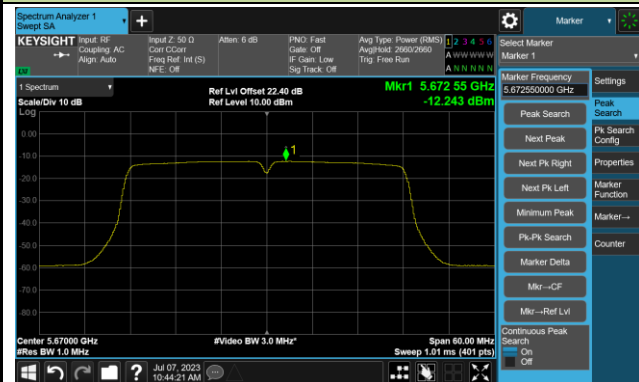 Spectrum Analyzer 1
Swept SA
Marker
KEYSIGHT
Input: RF
Coupling: AC
Align: Auto
Input Z: 50 Ω
Corr CCorr
Freq Ref: Int (S)
NFE: Off
Atten: 6 dB
PNO: Fast
Gate: Off
IF Gain: Low
Sig Track: Off
Avg Type: Power (RMS)
Avg|Hold: 2660/2660
Trig: Free Run
1 2 3 4 5 6
A W W W W W
A N N N N N
LXI
Select Marker
Marker 1
1 Spectrum
Scale/Div 10 dB
Log
Ref Lvl Offset 22.40 dB
Ref Level 10.00 dBm
Mkr1 5.672 55 GHz
-12.243 dBm
0.00
-10.0
-20.0
-30.0
-40.0
-50.0
-60.0
-70.0
-80.0
1
Center 5.67000 GHz
#Res BW 1.0 MHz
#Video BW 3.0 MHz*
Span 60.00 MHz
Sweep 1.01 ms (401 pts)
Marker Frequency
5.672550000 GHz
Peak Search
Next Peak
Next Pk Right
Next Pk Left
Minimum Peak
Pk-Pk Search
Marker Delta
Mkr→CF
Mkr→Ref Lvl
Continuous Peak
Search
On
Off
Settings
Peak
Search
Pk Search
Config
Properties
Marker
Function
Marker→
Counter
?
Jul 07, 2023
10:44:21 AM